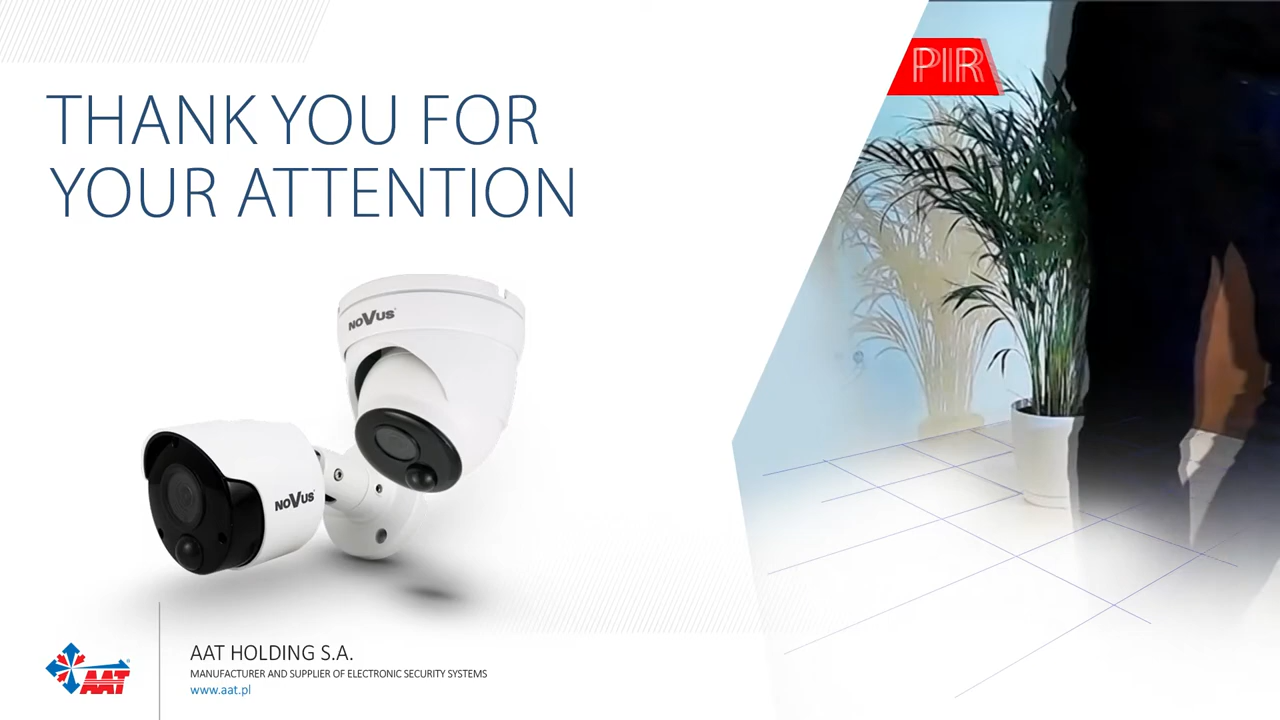 PIR
THANK YOU FOR
YOUR ATTENTION
NOVUS
NOVUS
AAT
AAT HOLDING S.A.
MANUFACTURER AND SUPPLIER OF ELECTRONIC SECURITY SYSTEMS
www.aat.pl